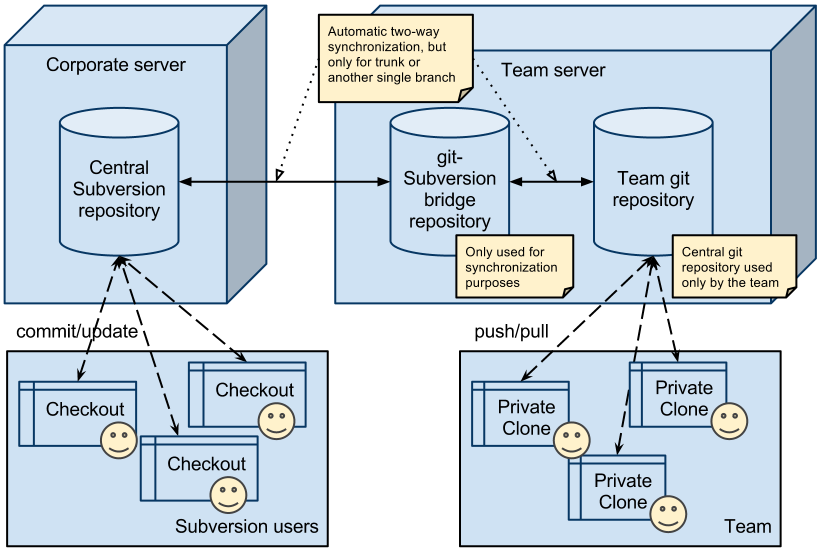 Automatic two-way
synchronization, but
only for trunk or
another single branch
Corporate server
Team server
Central
Subversion
repository
git-
Subversion
bridge
repository
Team git
repository
Only used for
synchronization
purposes
Central git
repository used
only by the team
commit/update
push/pull
Checkout
Checkout
Checkout
Subversion users
Private
Clone
Private
Clone
Private
Clone
Team